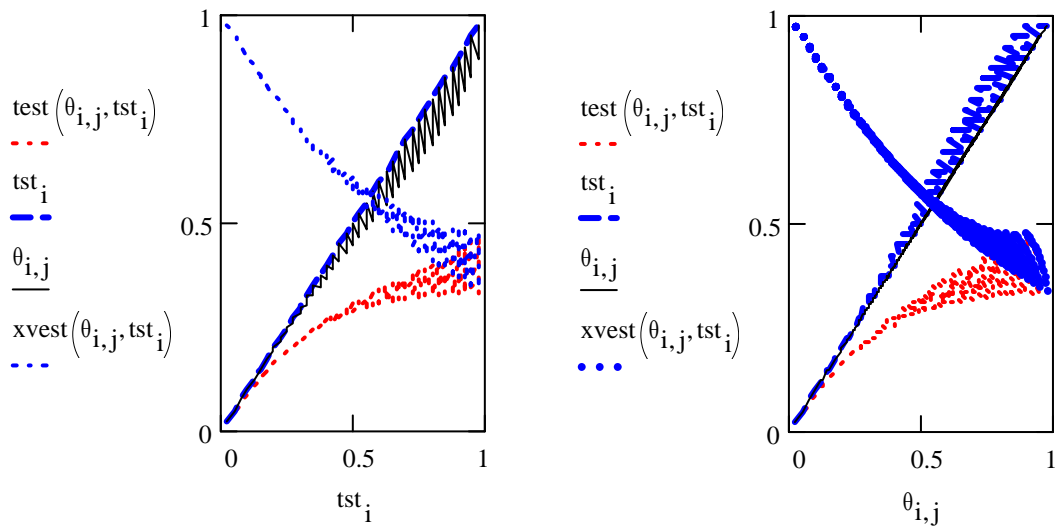 1
test(θi,j,tsti)
tsti
θi,j
xvest(θi,j,tsti)
0.5
0
0 0.5 1
tsti
1
test(θi,j,tsti)
tsti
θi,j
xvest(θi,j,tsti)
0.5
0
0 0.5 1
θi,j